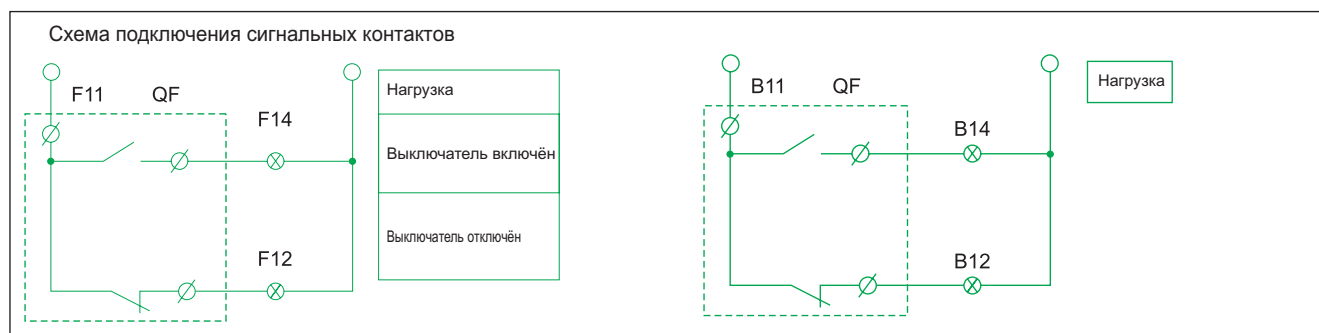 Схема подключения сигнальных контактов
F11 QF
F14
F12
Нагрузка
Выключатель включён
Выключатель отключён
B11 QF
B14
B12
Нагрузка